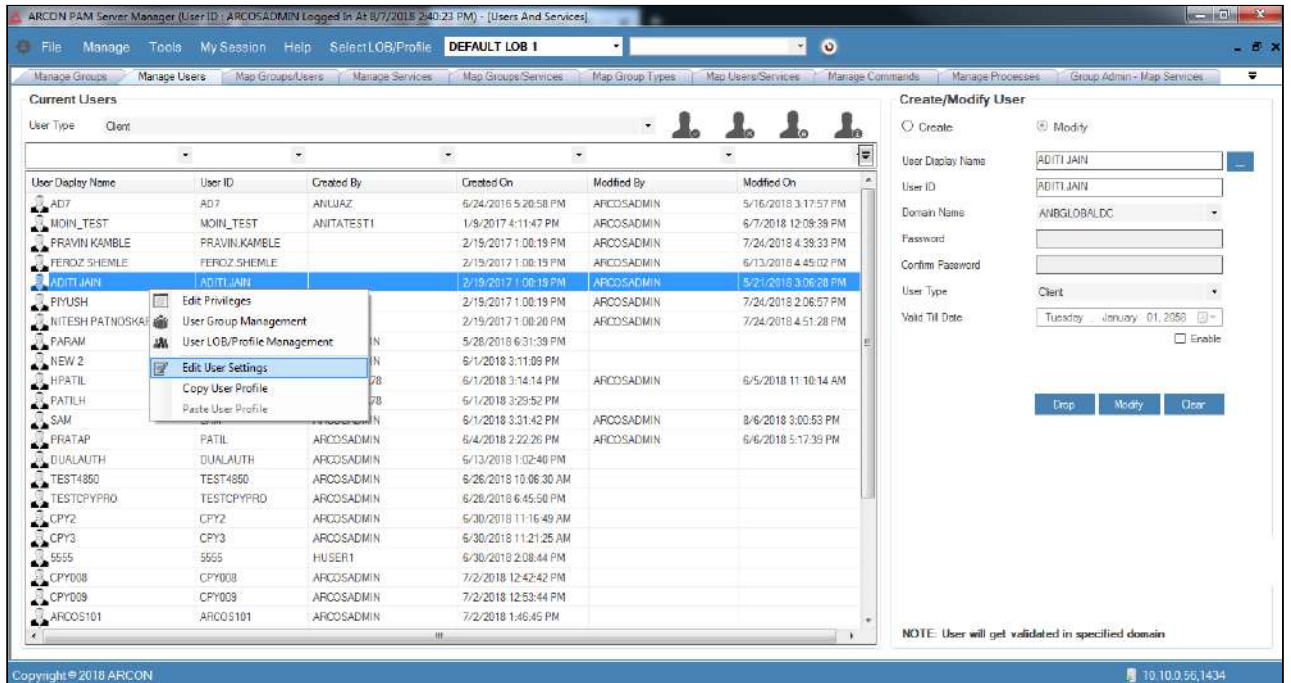 ARCON PAM Server Manager (User ID : ARCOSADMIN Logged In At 8/7/2018 2:40:23 PM) - [Users And Services]
File Manage Tools My Session Help Select LOB/Profile DEFAULT LOB 1
Manage Groups Manage Users Map Groups/Users Manage Services Map Groups/Services Map Group Types Map Users/Services Manage Commands Manage Processes Group Admin - Map Services
Current Users
User Type Client
User Display Name User ID Created By Created On Modified By Modified On
AD7 AD7 ANUJAZ 6/24/2016 5:20:58 PM ARCOSADMIN 5/16/2018 3:17:57 PM
MOIN_TEST MOIN_TEST ANITATEST1 1/9/2017 4:11:47 PM ARCOSADMIN 6/7/2018 12:09:39 PM
PRAVIN KAMBLE PRAVIN.KAMBLE 2/19/2017 1:00:19 PM ARCOSADMIN 7/24/2018 4:39:33 PM
FEROZ SHEMLE FEROZ.SHEMLE 2/19/2017 1:00:19 PM ARCOSADMIN 6/13/2018 4:45:02 PM
ADITI JAIN ADITI.JAIN 2/19/2017 1:00:19 PM ARCOSADMIN 5/21/2018 3:06:28 PM
PIYUSH 2/19/2017 1:00:19 PM ARCOSADMIN 7/24/2018 2:06:57 PM
NITESH PATNOSKAR 2/19/2017 1:00:20 PM ARCOSADMIN 7/24/2018 4:51:28 PM
PARAM IN 5/28/2018 6:31:39 PM
NEW 2 IN 6/1/2018 3:11:09 PM
HPATIL 78 6/1/2018 3:14:14 PM ARCOSADMIN 6/5/2018 11:10:14 AM
PATILH 78 6/1/2018 3:29:52 PM
SAM 6/1/2018 3:31:42 PM ARCOSADMIN 8/6/2018 3:00:53 PM
PRATAP PATIL ARCOSADMIN 6/4/2018 2:22:26 PM ARCOSADMIN 6/6/2018 5:17:39 PM
DUALAUTH DUALAUTH ARCOSADMIN 6/13/2018 1:02:40 PM
TEST4850 TEST4850 ARCOSADMIN 6/26/2018 10:06:30 AM
TESTCPYPRO TESTCPYPRO ARCOSADMIN 6/28/2018 6:45:50 PM
CPY2 CPY2 ARCOSADMIN 6/30/2018 11:16:49 AM
CPY3 CPY3 ARCOSADMIN 6/30/2018 11:21:25 AM
5555 5555 HUSER1 6/30/2018 2:08:44 PM
CPY008 CPY008 ARCOSADMIN 7/2/2018 12:42:42 PM
CPY009 CPY009 ARCOSADMIN 7/2/2018 12:53:44 PM
ARCOS101 ARCOS101 ARCOSADMIN 7/2/2018 1:46:45 PM
Edit Privileges
User Group Management
User LOB/Profile Management
Edit User Settings
Copy User Profile
Paste User Profile
Create/Modify User
Create Modify
User Display Name ADITI JAIN ...
User ID ADITI.JAIN
Domain Name ANBGLOBALDC
Password
Confirm Password
User Type Client
Valid Till Date Tuesday , January 01, 2058
Enable
Drop Modify Clear
NOTE: User will get validated in specified domain
Copyright © 2018 ARCON 10.10.0.56,1434